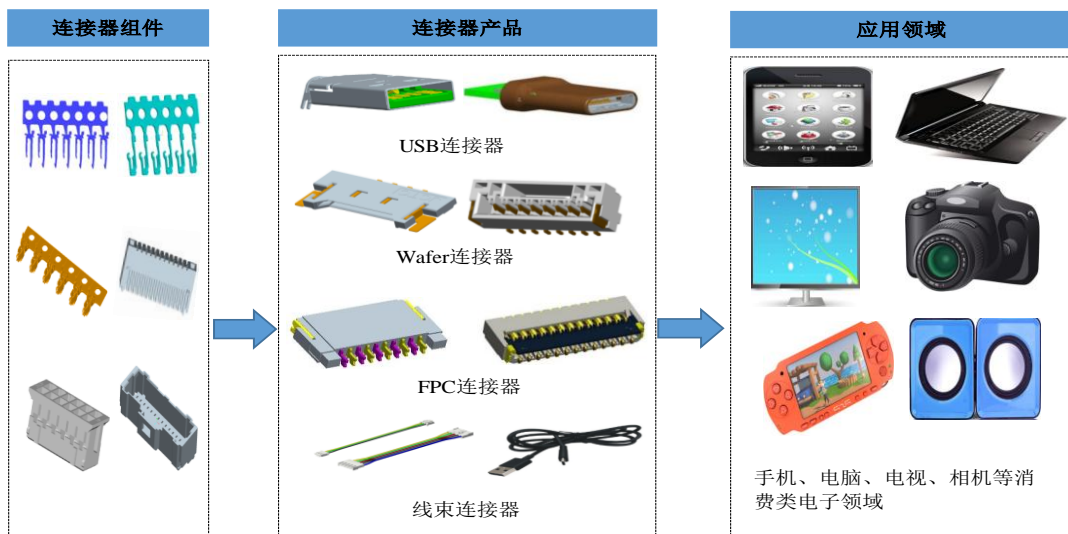 连接器组件
连接器产品
应用领域
USB连接器
Wafer连接器
FPC连接器
线束连接器
手机、电脑、电视、相机等消
费类电子领域